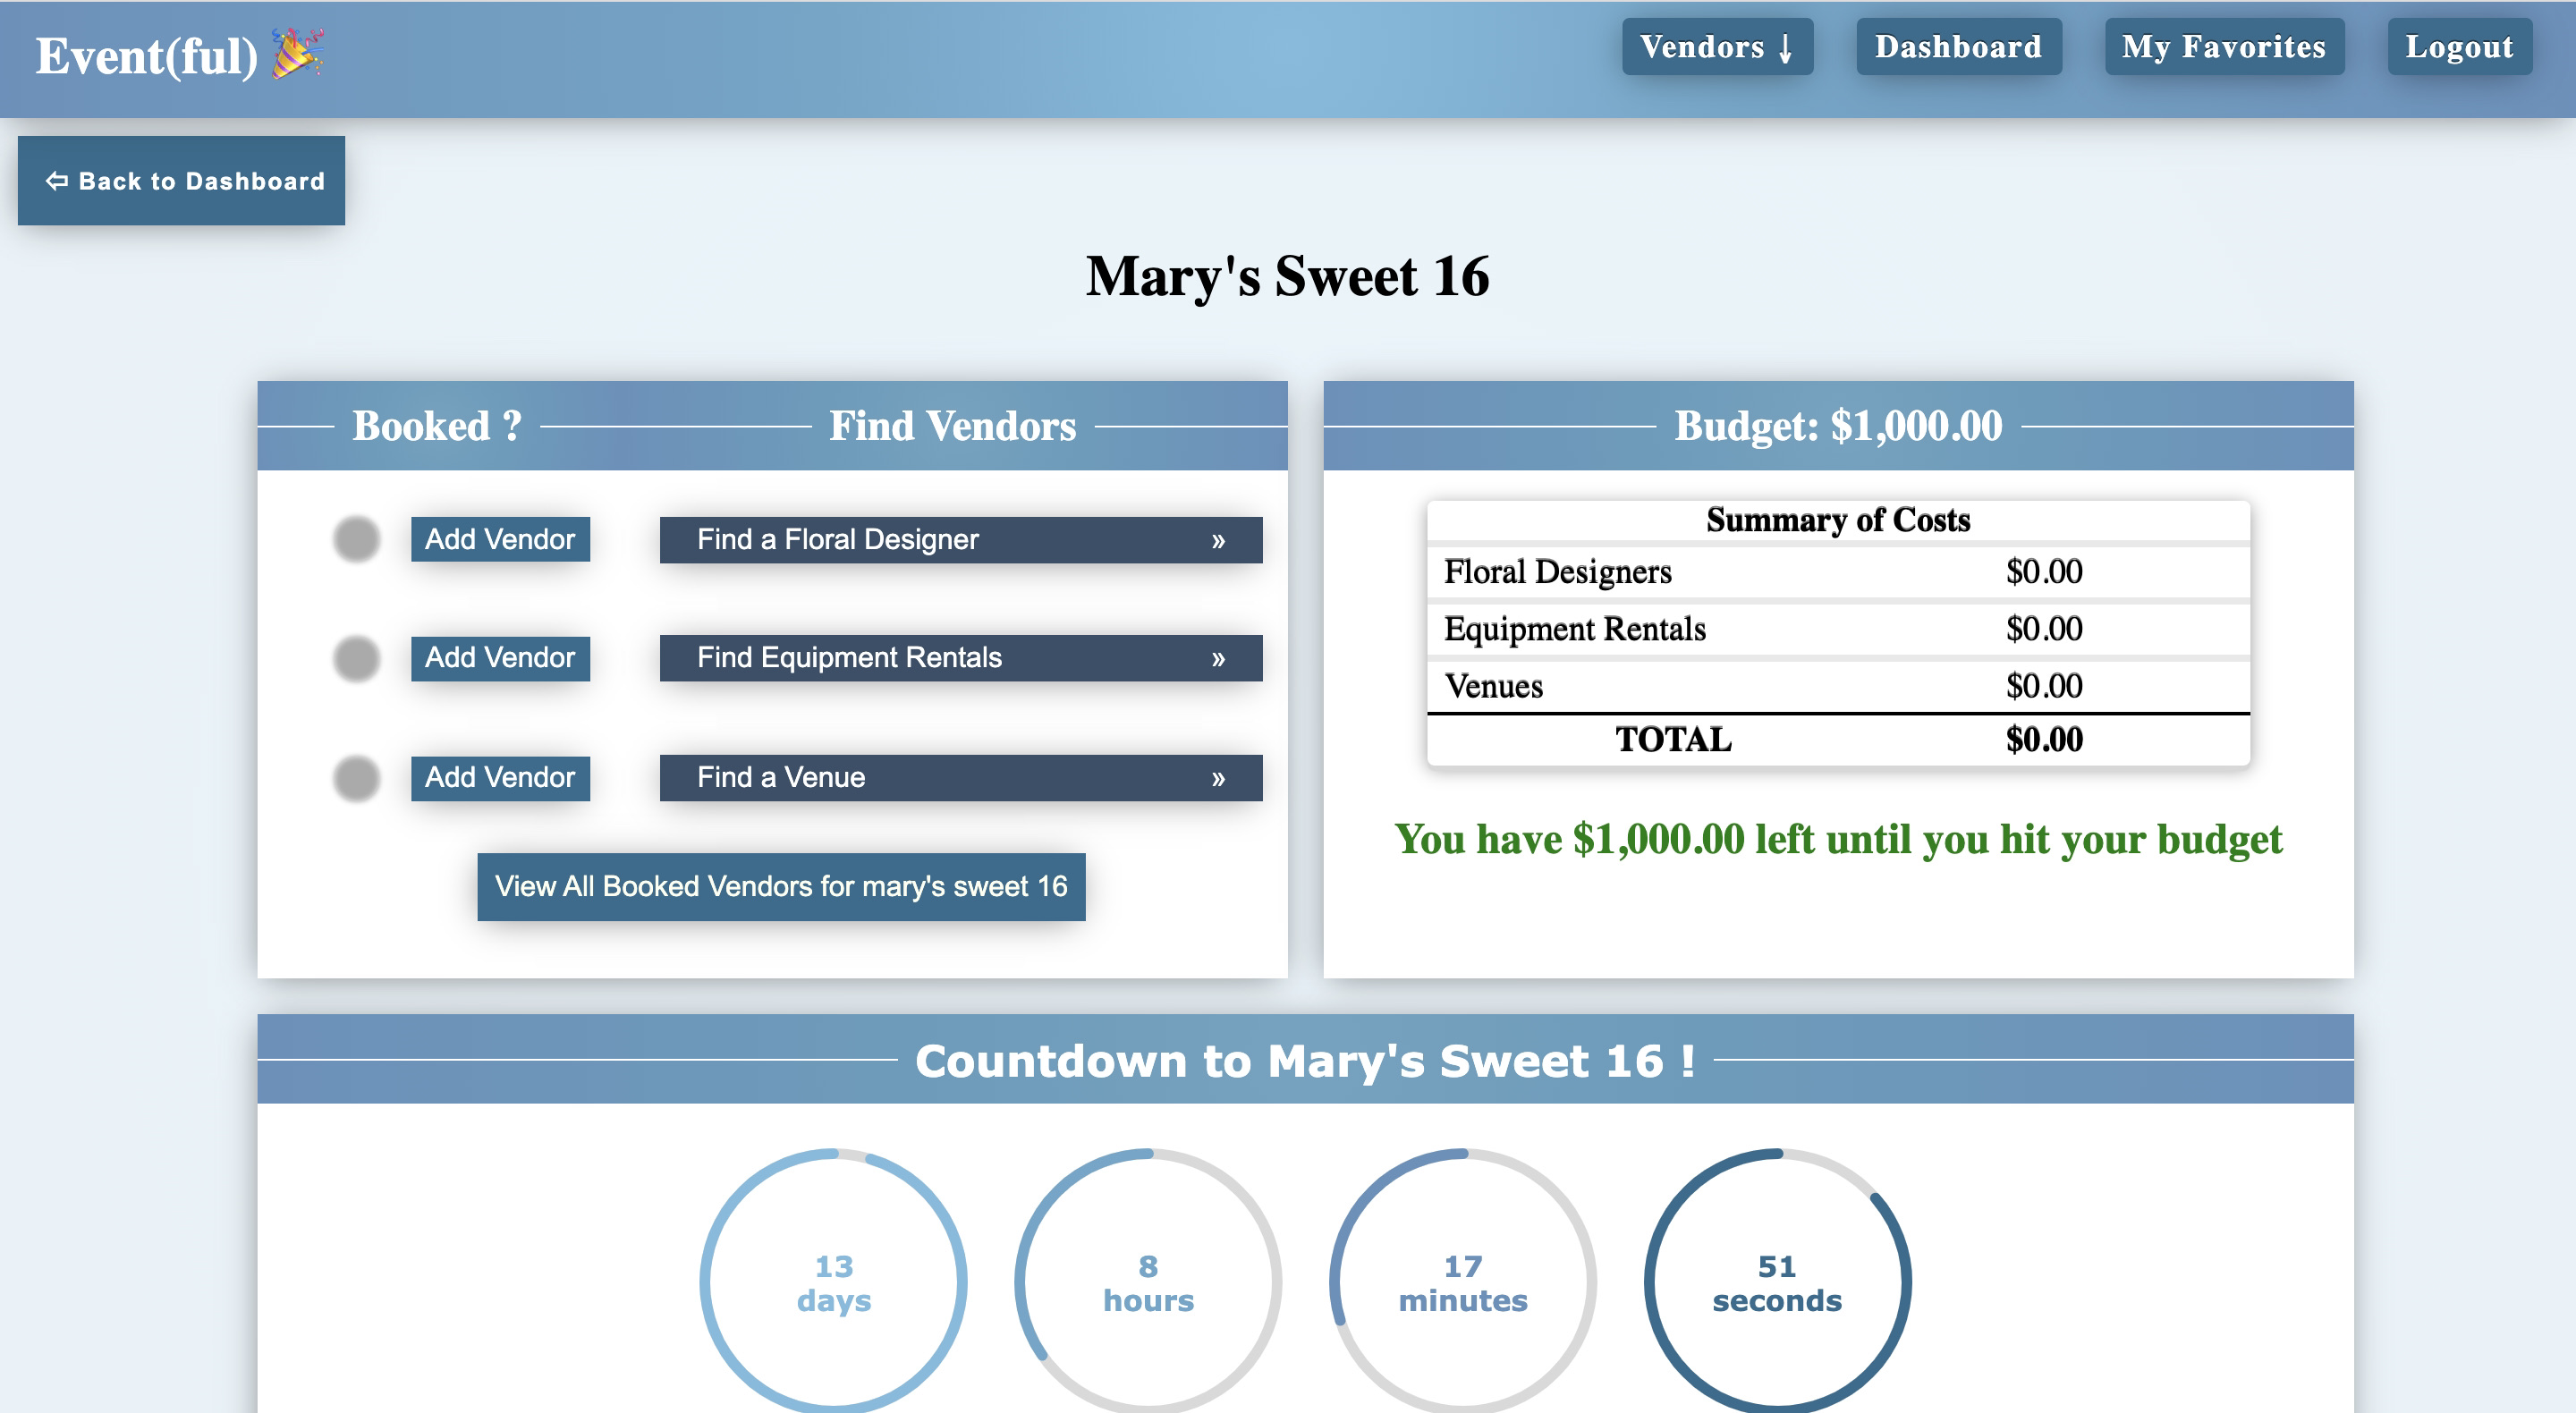 Event(ful) 🎉
Vendors ↓ Dashboard My Favorites Logout
⇦ Back to Dashboard
Mary's Sweet 16
Booked ? Find Vendors
Add Vendor Find a Floral Designer »
Add Vendor Find Equipment Rentals »
Add Vendor Find a Venue »
View All Booked Vendors for mary's sweet 16
Budget: $1,000.00
Summary of Costs
Floral Designers $0.00
Equipment Rentals $0.00
Venues $0.00
TOTAL $0.00
You have $1,000.00 left until you hit your budget
Countdown to Mary's Sweet 16 !
13 8 17 51
days hours minutes seconds